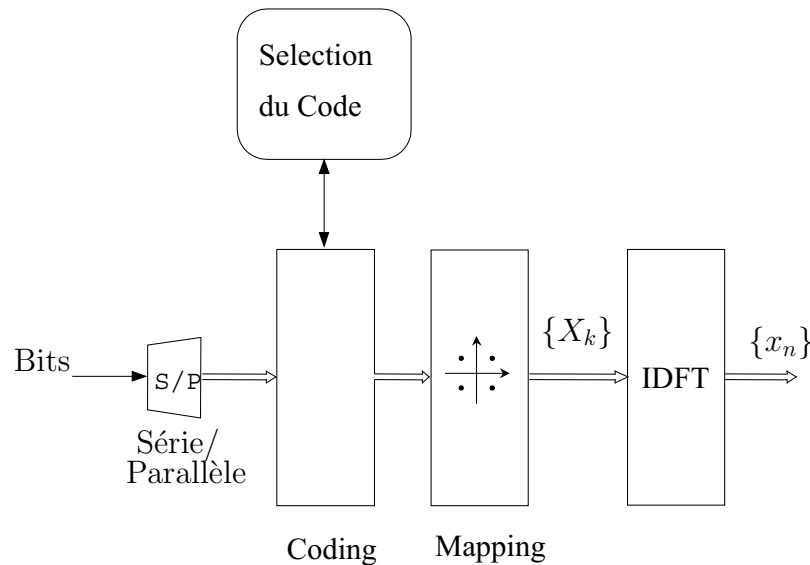 Selection
du Code
Bits
S/P
Série/
Parallèle
{X_k}
IDFT
{x_n}
Coding
Mapping